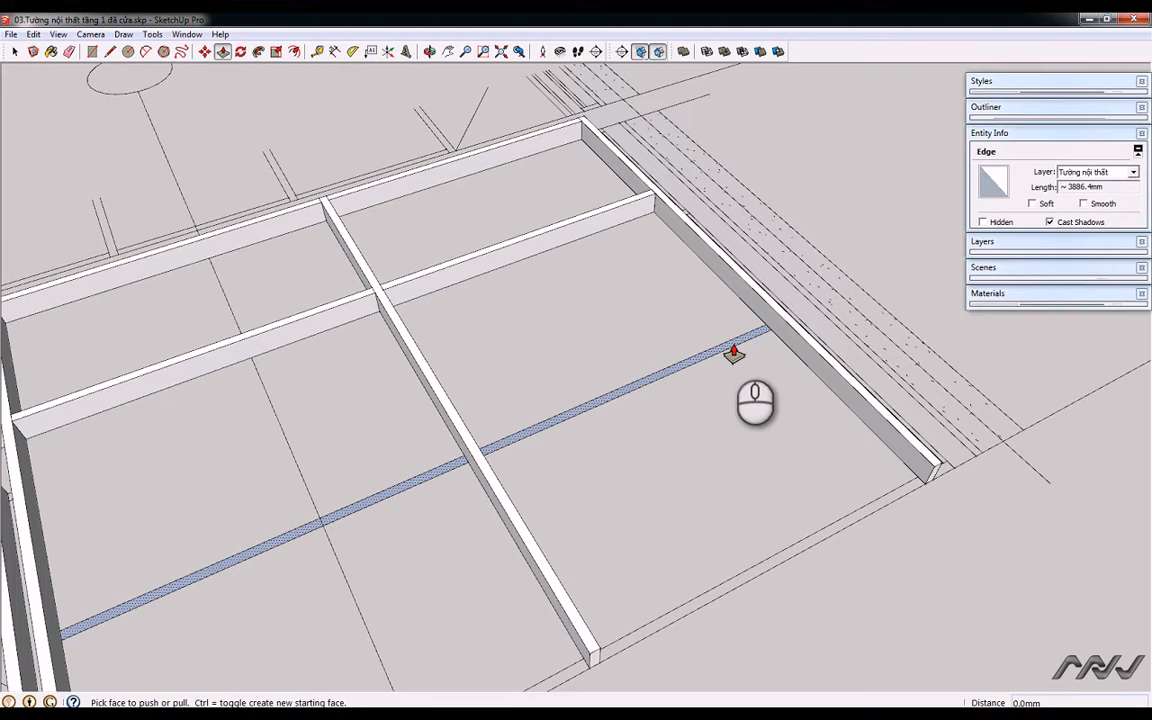 03.Tường nội thất tầng 1 đã cửa.skp - SketchUp Pro
File Edit View Camera Draw Tools Window Help
Styles
Outliner
Entity Info
Edge
Layer: Tường nội thất
Length: ~ 3886.4mm
Soft Smooth
Hidden Cast Shadows
Layers
Scenes
Materials
Pick face to push or pull. Ctrl = toggle create new starting face.
Distance 0.0mm